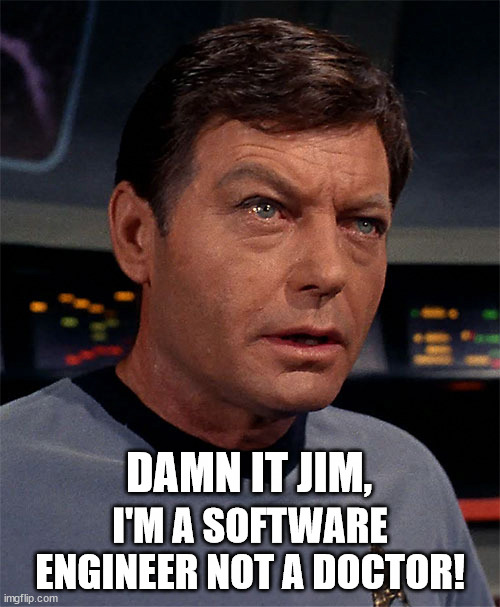 DAMN IT JIM,
I'M A SOFTWARE
ENGINEER NOT A DOCTOR!
imgflip.com